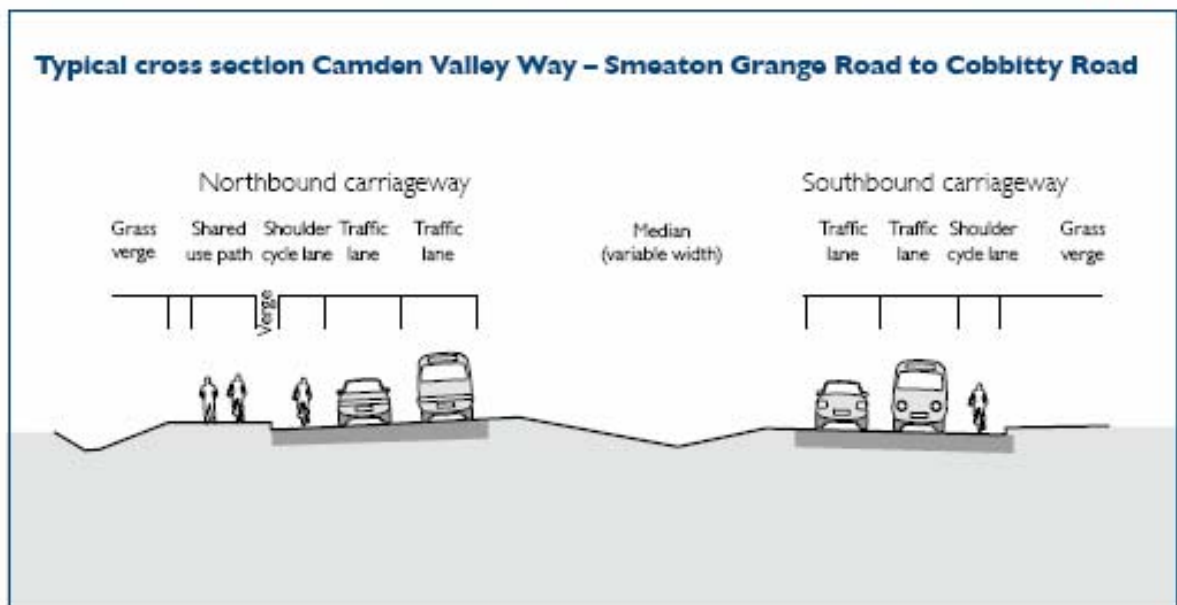 Typical cross section Camden Valley Way – Smeaton Grange Road to Cobbitty Road
Northbound carriageway
Southbound carriageway
Grass
verge
Shared
use path
Shoulder
cycle lane
Traffic
lane
Traffic
lane
Median
(variable width)
Traffic
lane
Traffic
lane
Shoulder
cycle lane
Grass
verge
Verge